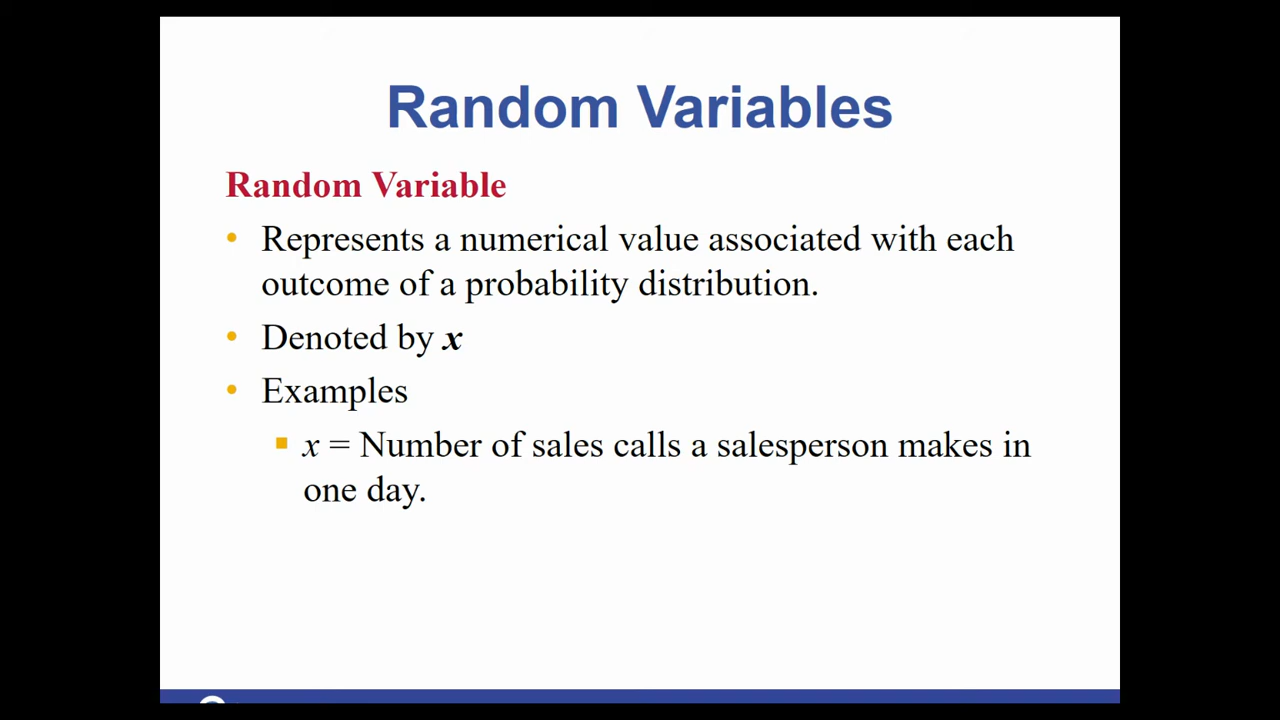 Random Variables
Random Variable
• Represents a numerical value associated with each
outcome of a probability distribution.
• Denoted by x
• Examples
▪ x = Number of sales calls a salesperson makes in
one day.